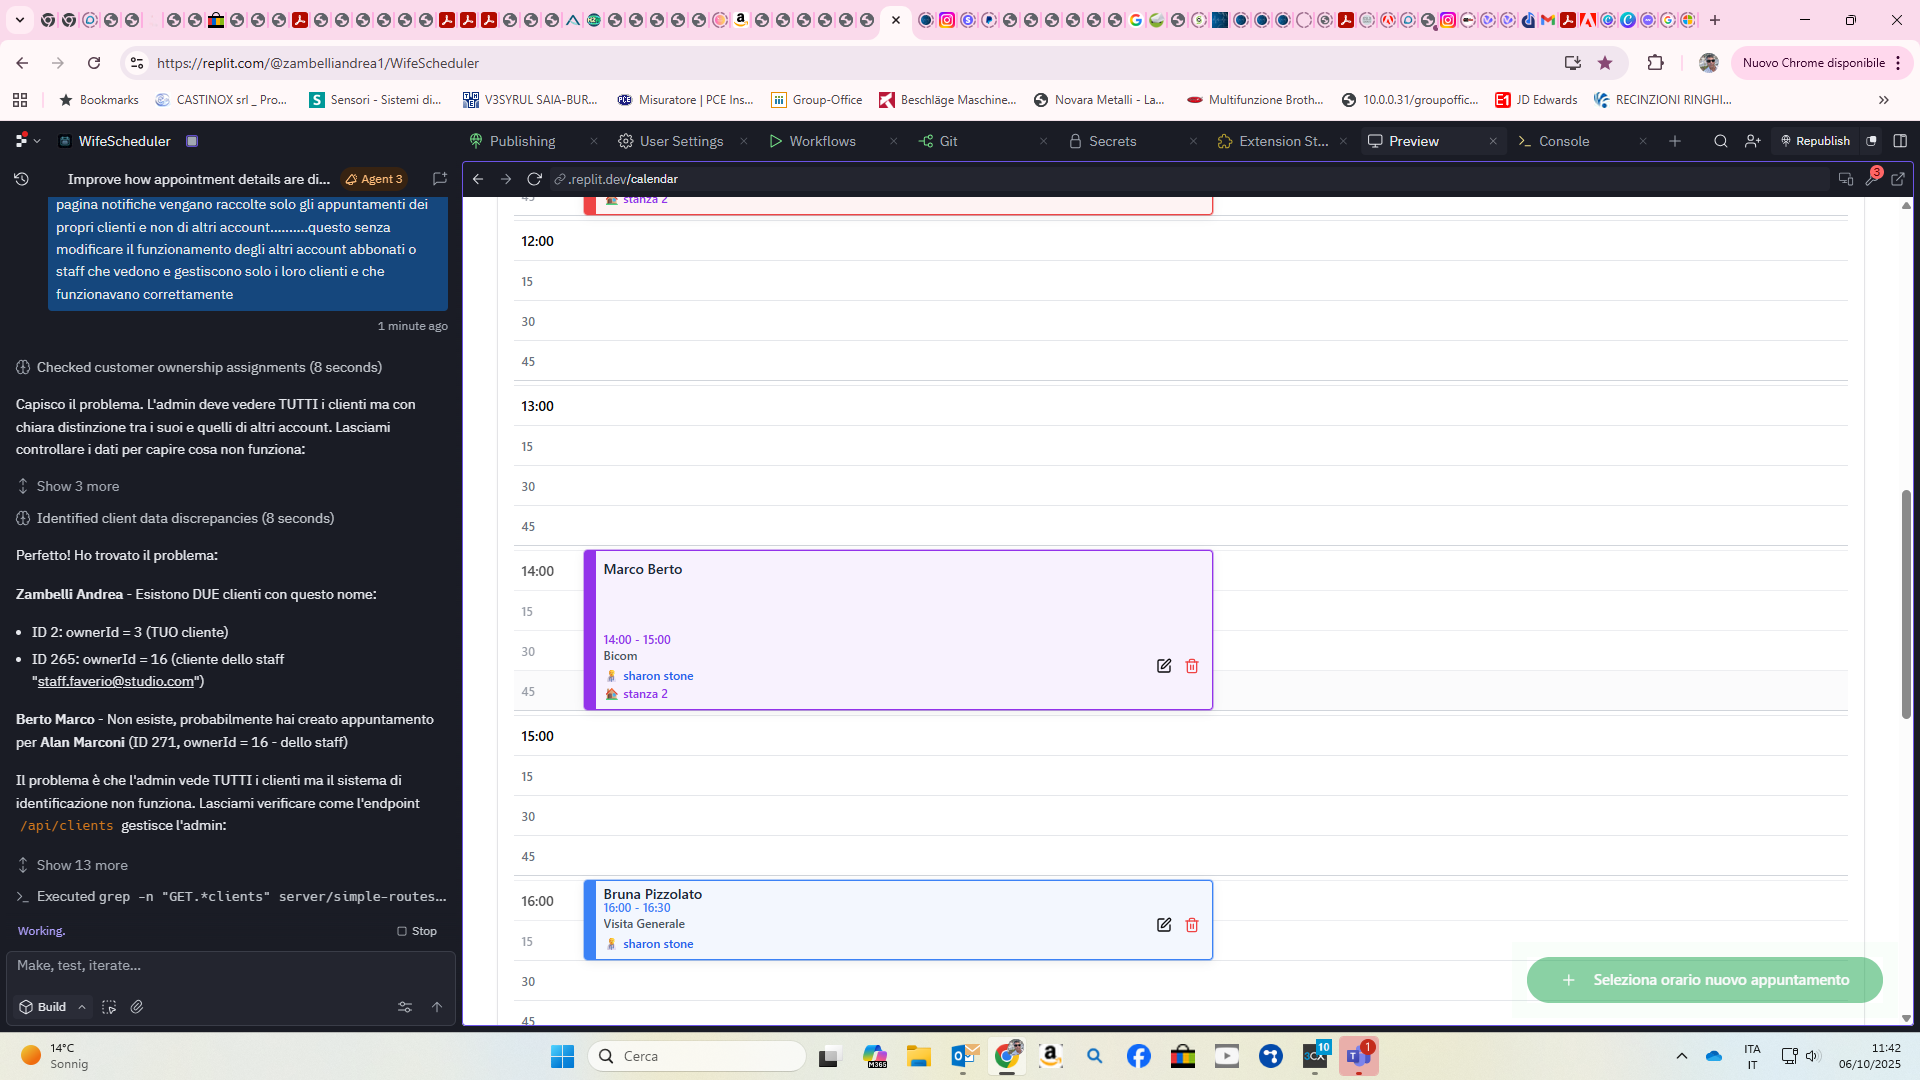 https://replit.com/@zambelliandrea1/WifeScheduler
Nuovo Chrome disponibile
Bookmarks
CASTINOX srl _ Pro...
Sensori - Sistemi di...
V3SYRUL SAIA-BUR...
Misuratore | PCE Ins...
Group-Office
Beschläge Maschine...
Novara Metalli - La...
Multifunzione Broth...
10.0.0.31/groupoffic...
JD Edwards
RECINZIONI RINGHI...
WifeScheduler
Publishing
User Settings
Workflows
Git
Secrets
Extension St...
Preview
Console
Republish
Improve how appointment details are di...
Agent 3
.replit.dev/calendar
3
pagina notifiche vengano raccolte solo gli appuntamenti dei
propri clienti e non di altri account..........questo senza
modificare il funzionamento degli altri account abbonati o
staff che vedono e gestiscono solo i loro clienti e che
funzionavano correttamente
1 minute ago
Checked customer ownership assignments (8 seconds)
Capisco il problema. L'admin deve vedere TUTTI i clienti ma con
chiara distinzione tra i suoi e quelli di altri account. Lasciami
controllare i dati per capire cosa non funziona:
Show 3 more
Identified client data discrepancies (8 seconds)
Perfetto! Ho trovato il problema:
Zambelli Andrea - Esistono DUE clienti con questo nome:
• ID 2: ownerId = 3 (TUO cliente)
• ID 265: ownerId = 16 (cliente dello staff
"staff.faverio@studio.com")
Berto Marco - Non esiste, probabilmente hai creato appuntamento
per Alan Marconi (ID 271, ownerId = 16 - dello staff)
Il problema è che l'admin vede TUTTI i clienti ma il sistema di
identificazione non funziona. Lasciami verificare come l'endpoint
/api/clients gestisce l'admin:
Show 13 more
Executed grep -n "GET.*clients" server/simple-routes...
Working.
Stop
Make, test, iterate...
Build
45
stanza 2
12:00
15
30
45
13:00
15
30
45
14:00
15
30
45
Marco Berto
14:00 - 15:00
Bicom
sharon stone
stanza 2
15:00
15
30
45
16:00
15
30
45
Bruna Pizzolato
16:00 - 16:30
Visita Generale
sharon stone
+ Seleziona orario nuovo appuntamento
14°C
Sonnig
Cerca
M365
10
3CX
1
ITA
IT
11:42
06/10/2025